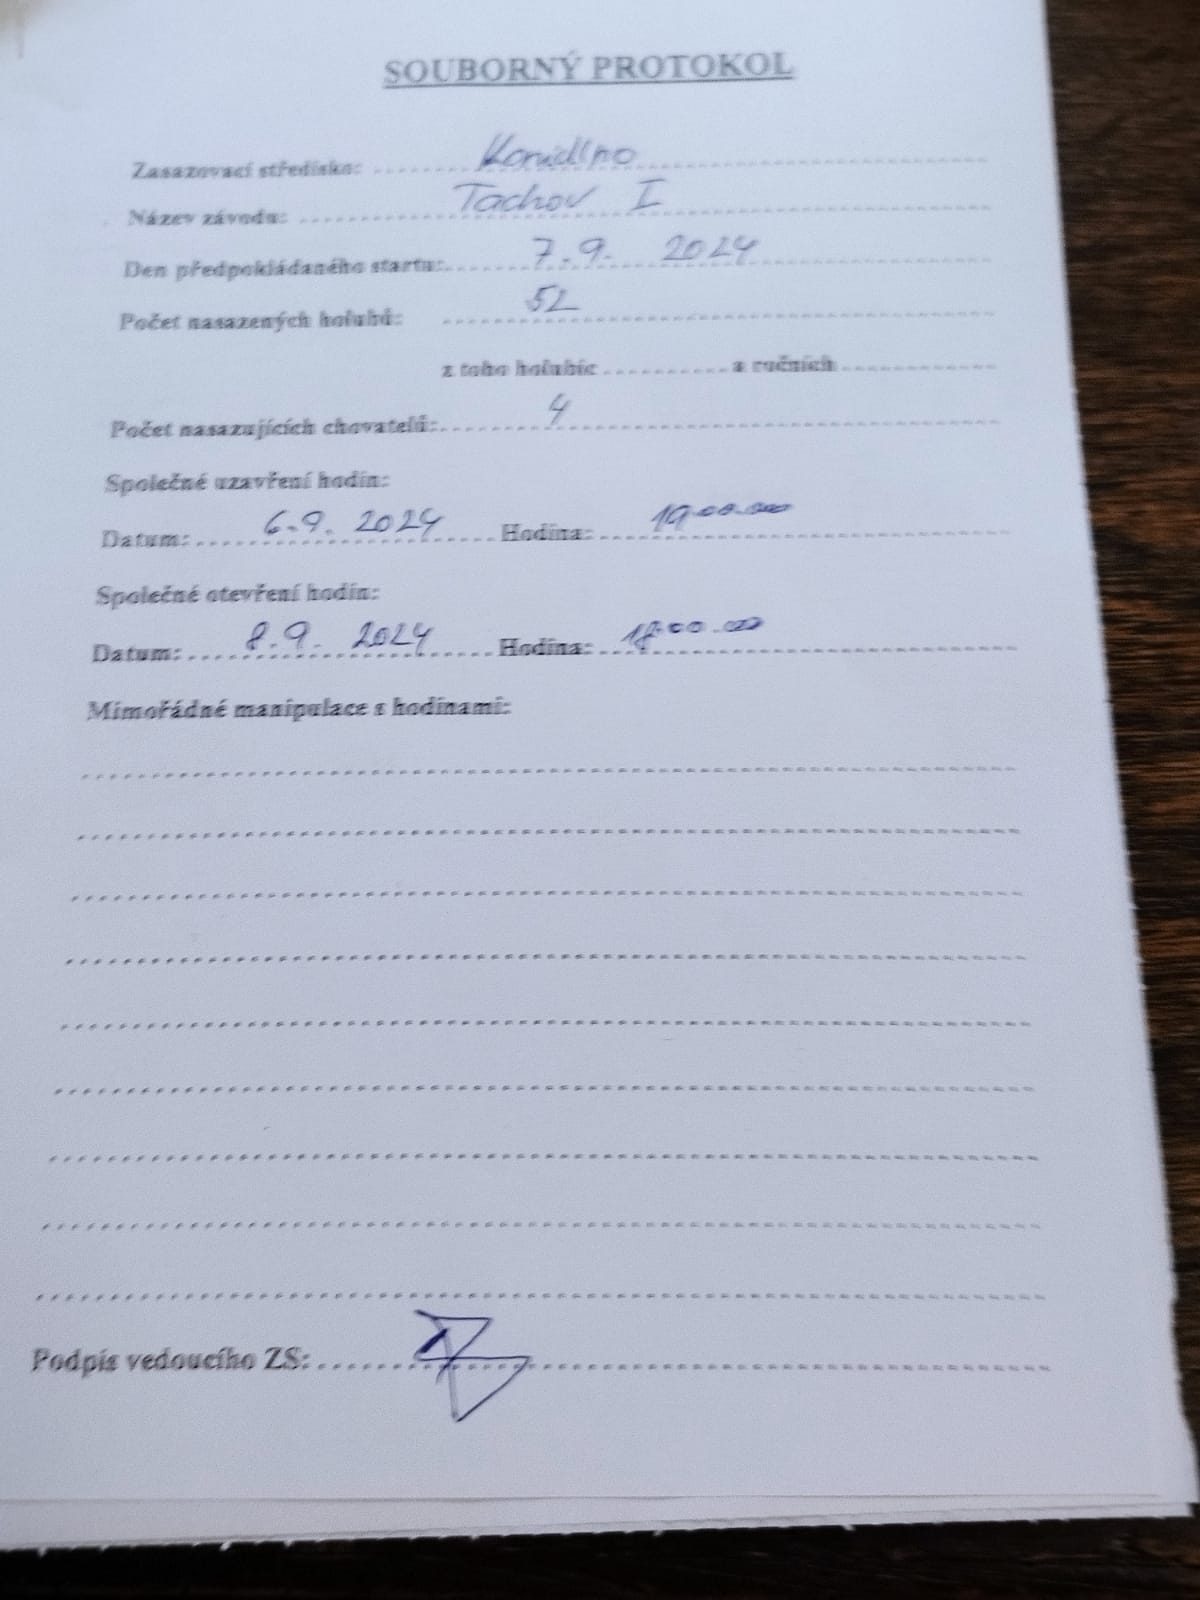 SOUBORNÝ PROTOKOL
Zasazovací středisko: ........ Konidlno ........
Název závodu: ........ Tachov I ........
Den předpokládaného startu: ........ 7.9. 2024 ........
Počet nasazených holubů: ........ 52 ........
z toho holubic .......... a ročních ..........
Počet nasazujících chovatelů: ........ 4 ........
Společné uzavření hodin:
Datum: ........ 6.9. 2024 ........ Hodina: ........ 19 00.00 ........
Společné otevření hodin:
Datum: ........ 8.9. 2024 ........ Hodina: ........ 00.00 ........
Mimořádné manipulace s hodinami:
Podpis vedoucího ZS: ........